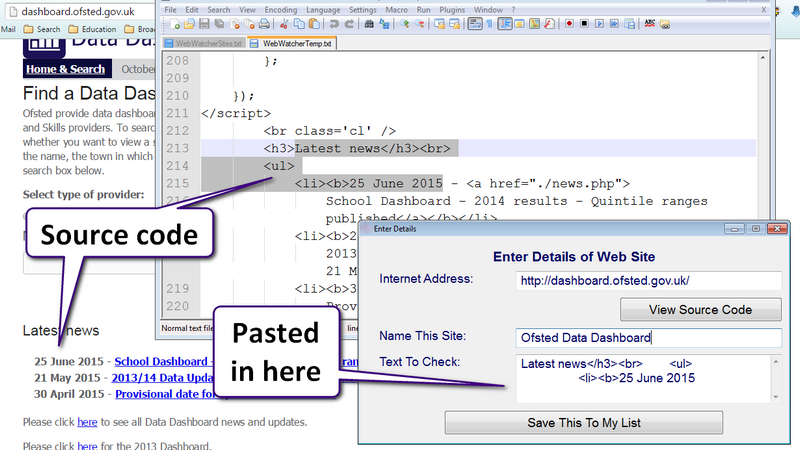 dashboard.ofsted.gov.uk
Mail Search Education Broa
Data Das
Home & Search October
Find a Data Das
Ofsted provide data dashboard
and Skills providers. To searc
whether you want to view a s
the name, the town in which
search box below.
Select type of provider:
Latest news
25 June 2015 - School Dashboard - ran
21 May 2015 - 2013/14 Data Upda
30 April 2015 - Provisional date for
Please click here to see all Data Dashboard news and updates.
Please click here for the 2013 Dashboard.
File Edit Search View Encoding Language Settings Macro Run Plugins Window ? X
WebWatcherSites.txt WebWatcherTemp.txt
208 };
209
210 });
211 </script>
212 <br class='cl' />
213 <h3>Latest news</h3><br>
214 <ul>
215 <li><b>25 June 2015 - <a href="./news.php">
School Dashboard - 2014 results - Quintile ranges
published</a></b></li>
<li><b>2
2013
21 M
219 <li><b>3
220 Prov
Normal text file line
Source code
Pasted
in here
Enter Details
Enter Details of Web Site
Internet Address: http://dashboard.ofsted.gov.uk/
View Source Code
Name This Site: Ofsted Data Dashboard
Text To Check: Latest news</h3><br> <ul>
<li><b>25 June 2015
Save This To My List